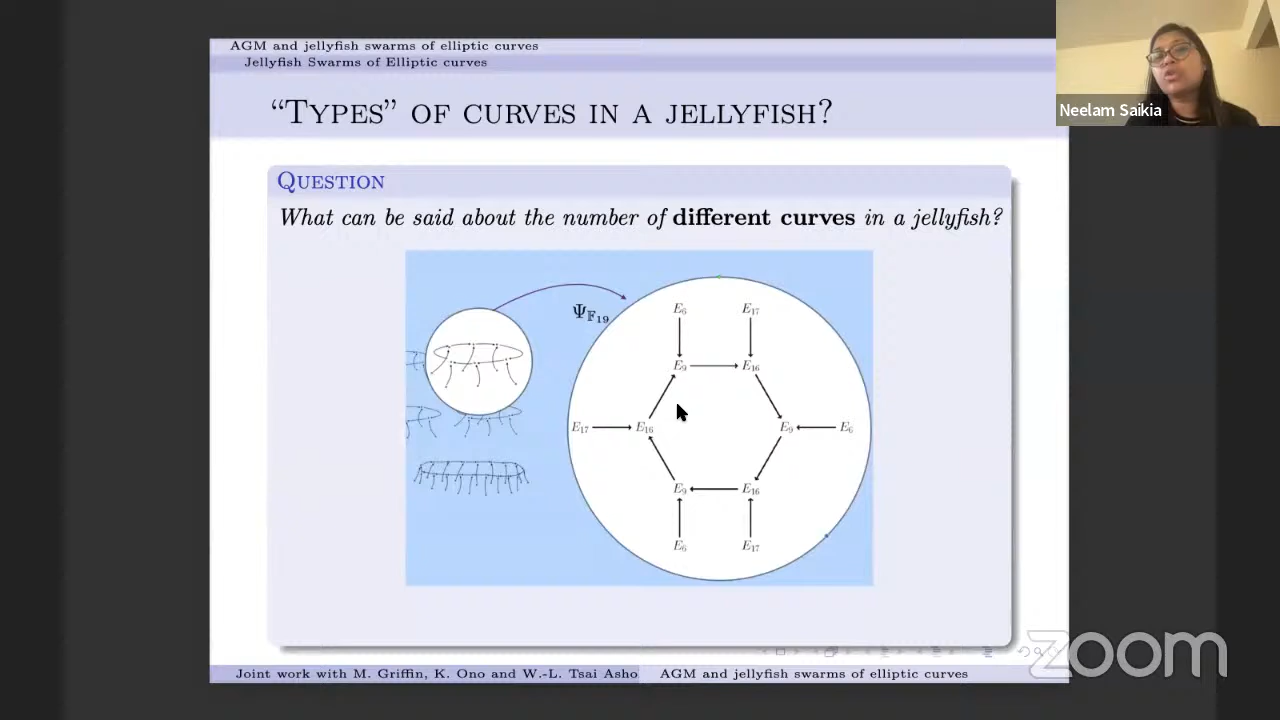 AGM and jellyfish swarms of elliptic curves
Jellyfish Swarms of Elliptic curves
“Types” of curves in a jellyfish?
Neelam Saikia
Question
What can be said about the number of different curves in a jellyfish?
Ψ_F19
E6 E17
E9 E16
E17 E16 E9 E6
E9 E16
E6 E17
zoom
Joint work with M. Griffin, K. Ono and W.-L. Tsai Asho
AGM and jellyfish swarms of elliptic curves